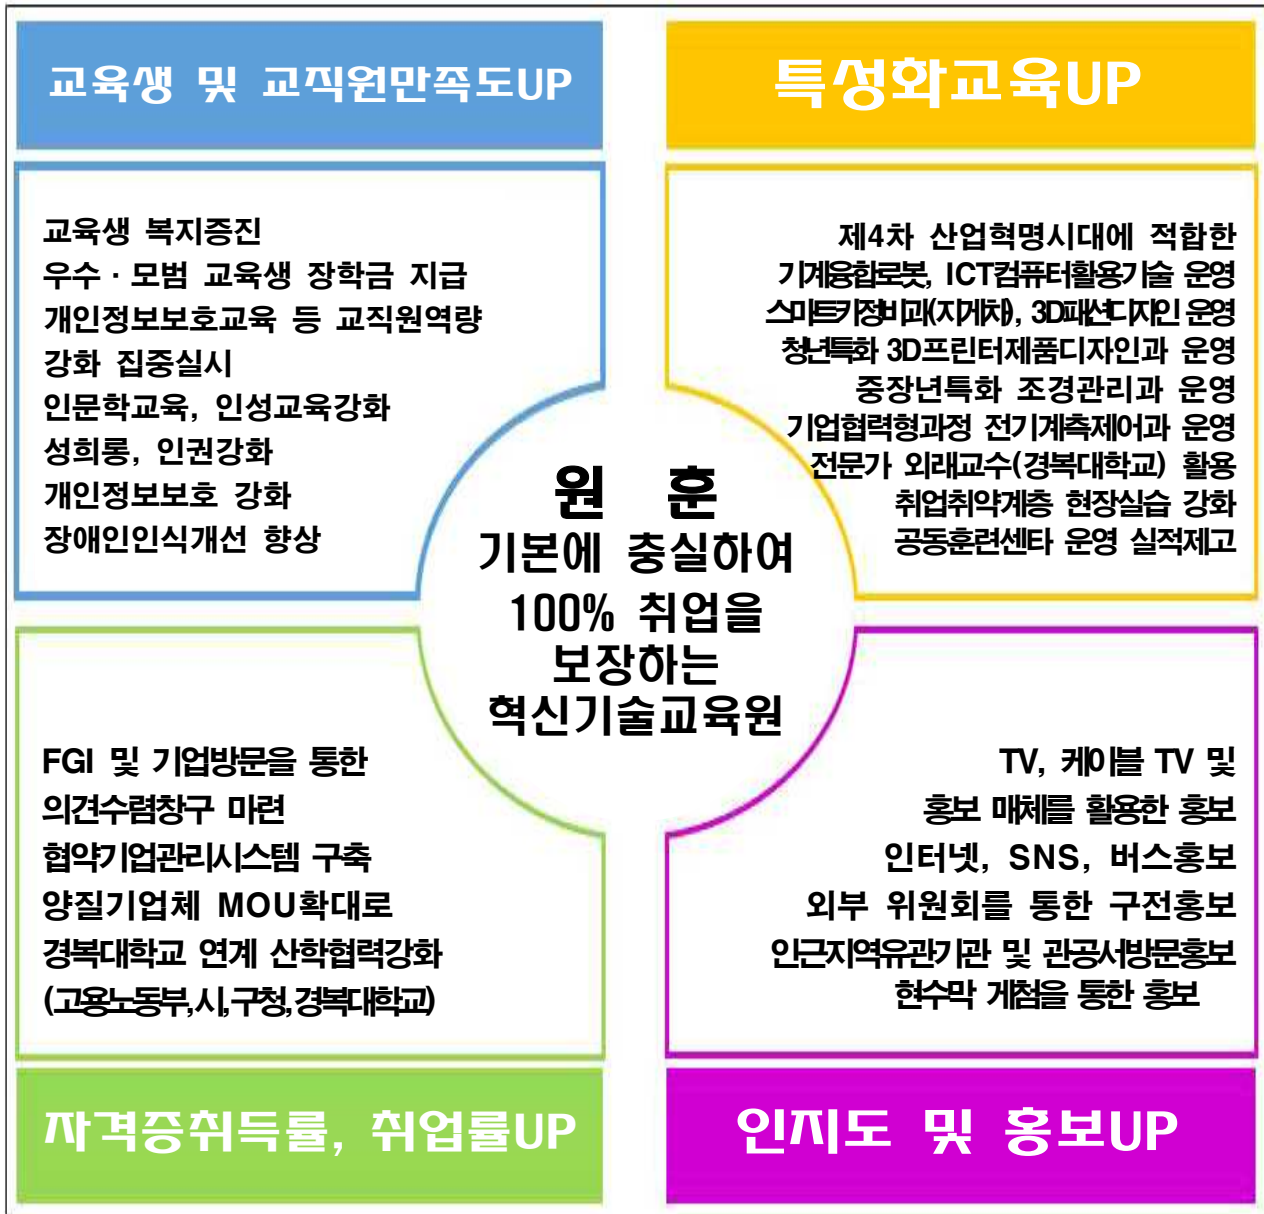 교육생 및 교직원만족도UP
교육생 복지증진
우수 · 모범 교육생 장학금 지급
개인정보보호교육 등 교직원역량
강화 집중실시
인문학교육, 인성교육강화
성희롱, 인권강화
개인정보보호 강화
장애인인식개선 향상
특성화교육UP
제4차 산업혁명시대에 적합한
기계융합로봇, ICT컴퓨터활용기술 운영
스마트카정비과(지게차), 3D패션디자인 운영
청년특화 3D프린터제품디자인과 운영
중장년특화 조경관리과 운영
기업협력형과정 전기계측제어과 운영
전문가 외래교수(경복대학교) 활용
취업취약계층 현장실습 강화
공동훈련센타 운영 실적제고
원 훈
기본에 충실하여
100% 취업을
보장하는
혁신기술교육원
FGI 및 기업방문을 통한
의견수렴창구 마련
협약기업관리시스템 구축
양질기업체 MOU확대로
경복대학교 연계 산학협력강화
(고용노동부,시,구청,경복대학교)
자격증취득률, 취업률UP
TV, 케이블 TV 및
홍보 매체를 활용한 홍보
인터넷, SNS, 버스홍보
외부 위원회를 통한 구전홍보
인근지역유관기관 및 관공서방문홍보
현수막 게첨을 통한 홍보
인지도 및 홍보UP